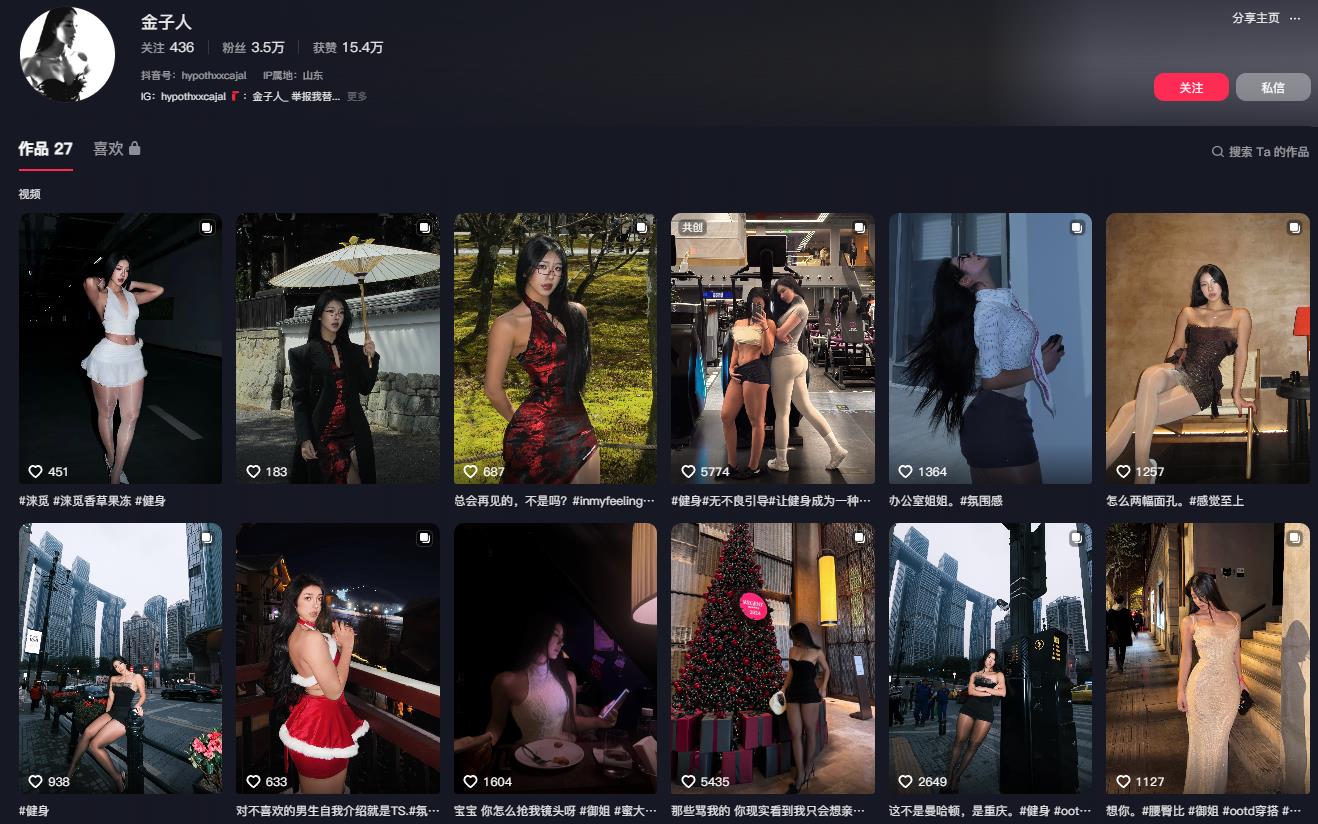 金子人
分享主页 ···
关注 436 粉丝 3.5万 获赞 15.4万
抖音号：hypothxxcajal IP属地：山东
IG：hypothxxcajal ：金子人_ 举报我替... 更多
关注
私信
作品 27
喜欢
搜索 Ta 的作品
视频
共创
451
183
687
5774
1364
1257
#涞觅 #涞觅香草果冻 #健身
总会再见的，不是吗？#inmyfeeling···
#健身#无不良引导#让健身成为一种···
办公室姐姐。#氛围感
怎么两幅面孔。#感觉至上
938
633
1604
5435
2649
1127
#健身
对不喜欢的男生自我介绍就是TS.#氛···
宝宝 你怎么抢我镜头呀 #御姐 #蜜大···
那些骂我的 你现实看到我只会想亲···
这不是曼哈顿，是重庆。#健身 #oot···
想你。#腰臀比 #御姐 #ootd穿搭 #···